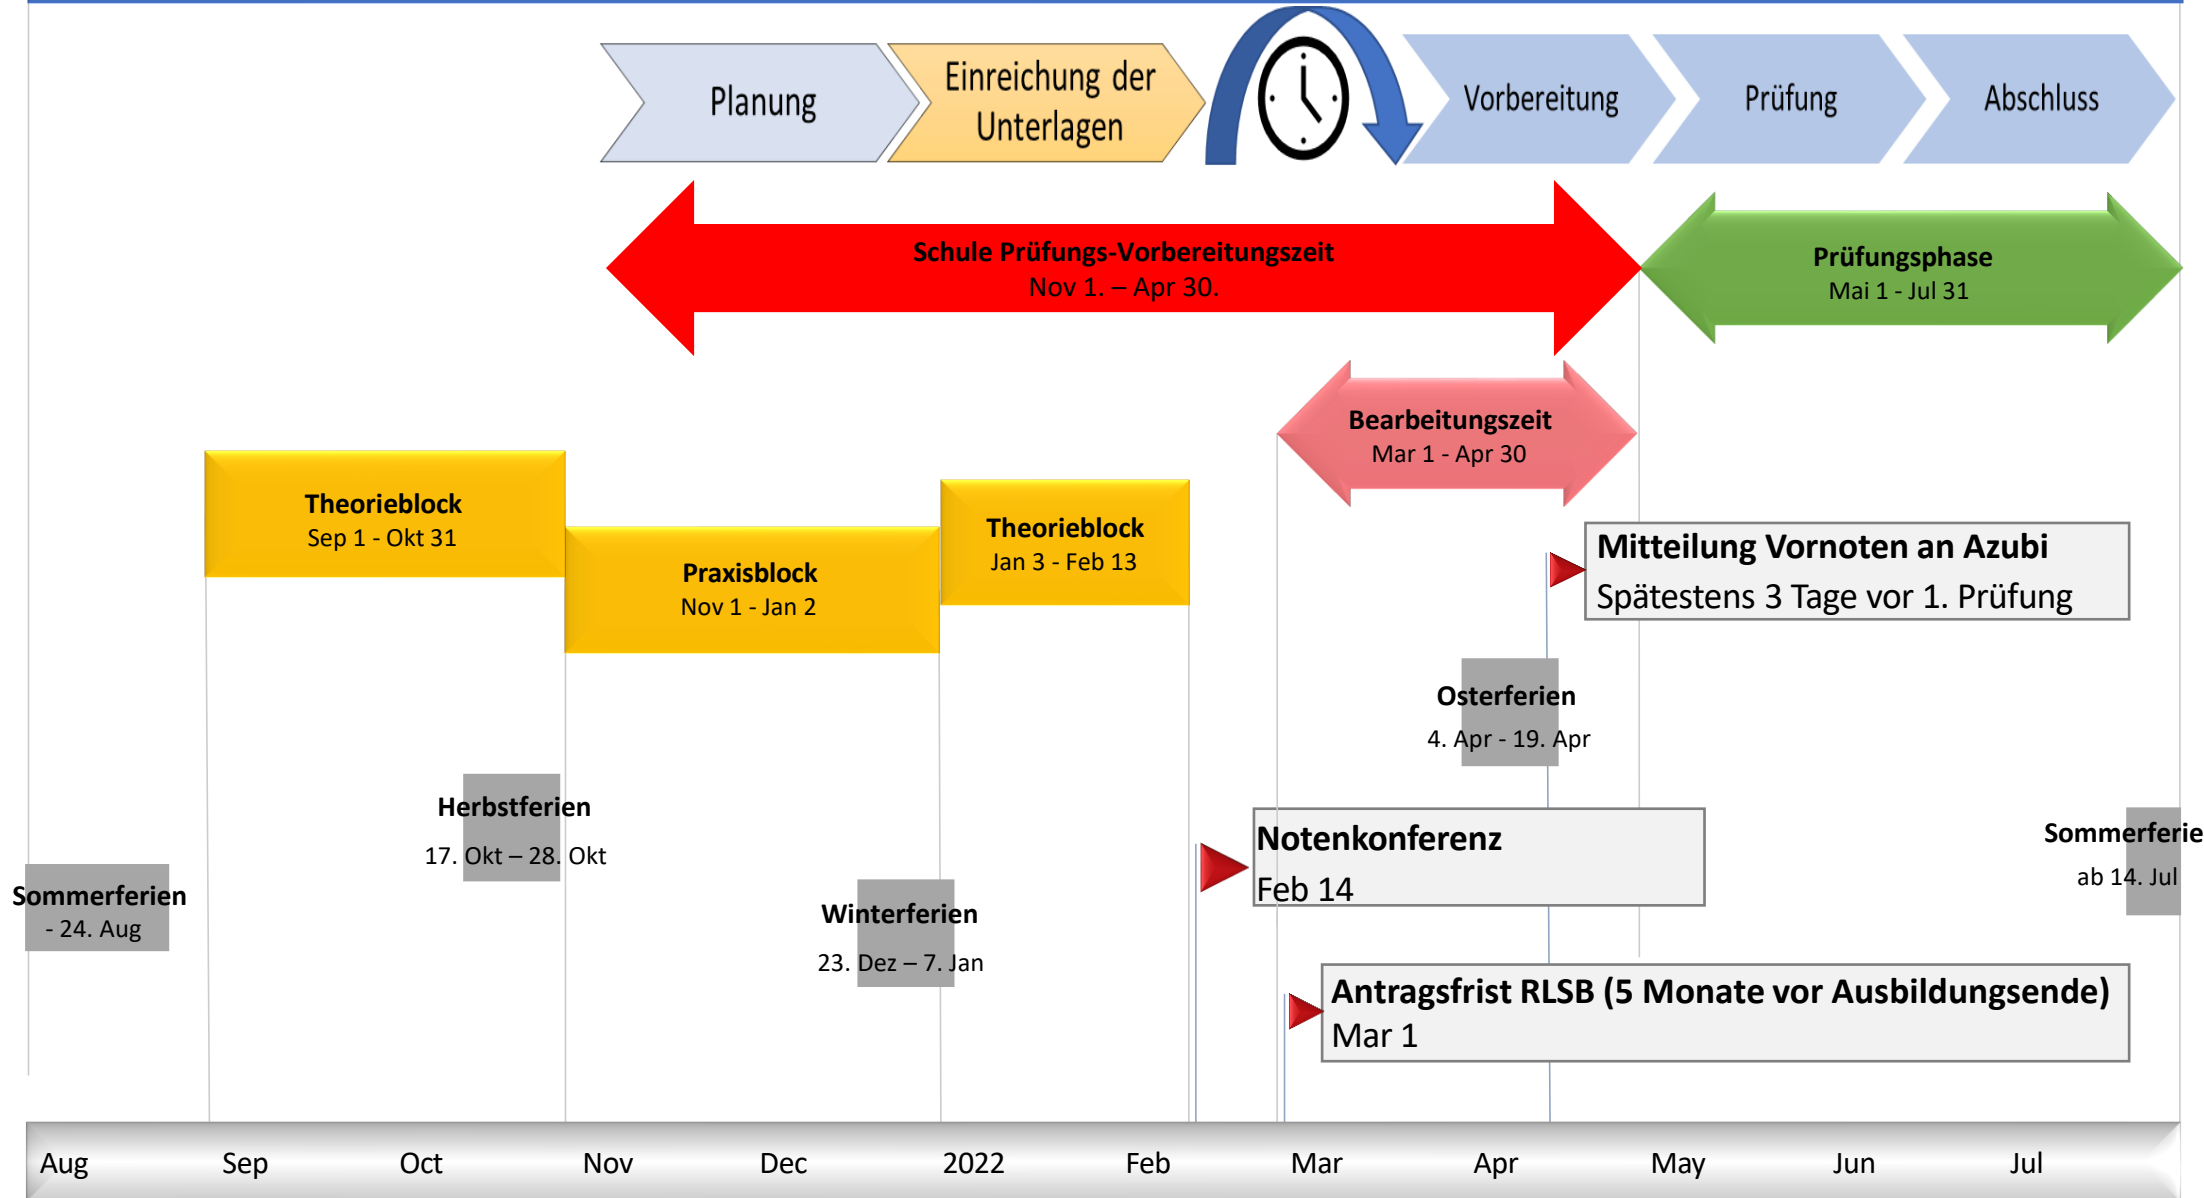 Planung
Einreichung der
Unterlagen
Vorbereitung
Prüfung
Abschluss
Schule Prüfungs-Vorbereitungszeit
Nov 1. – Apr 30.
Prüfungsphase
Mai 1 - Jul 31
Bearbeitungszeit
Mar 1 - Apr 30
Theorieblock
Sep 1 - Okt 31
Praxisblock
Nov 1 - Jan 2
Theorieblock
Jan 3 - Feb 13
Mitteilung Vornoten an Azubi
Spätestens 3 Tage vor 1. Prüfung
Osterferien
4. Apr - 19. Apr
Herbstferien
17. Okt – 28. Okt
Notenkonferenz
Feb 14
Sommerferie
ab 14. Jul
Sommerferien
- 24. Aug
Winterferien
23. Dez – 7. Jan
Antragsfrist RLSB (5 Monate vor Ausbildungsende)
Mar 1
Aug Sep Oct Nov Dec 2022 Feb Mar Apr May Jun Jul